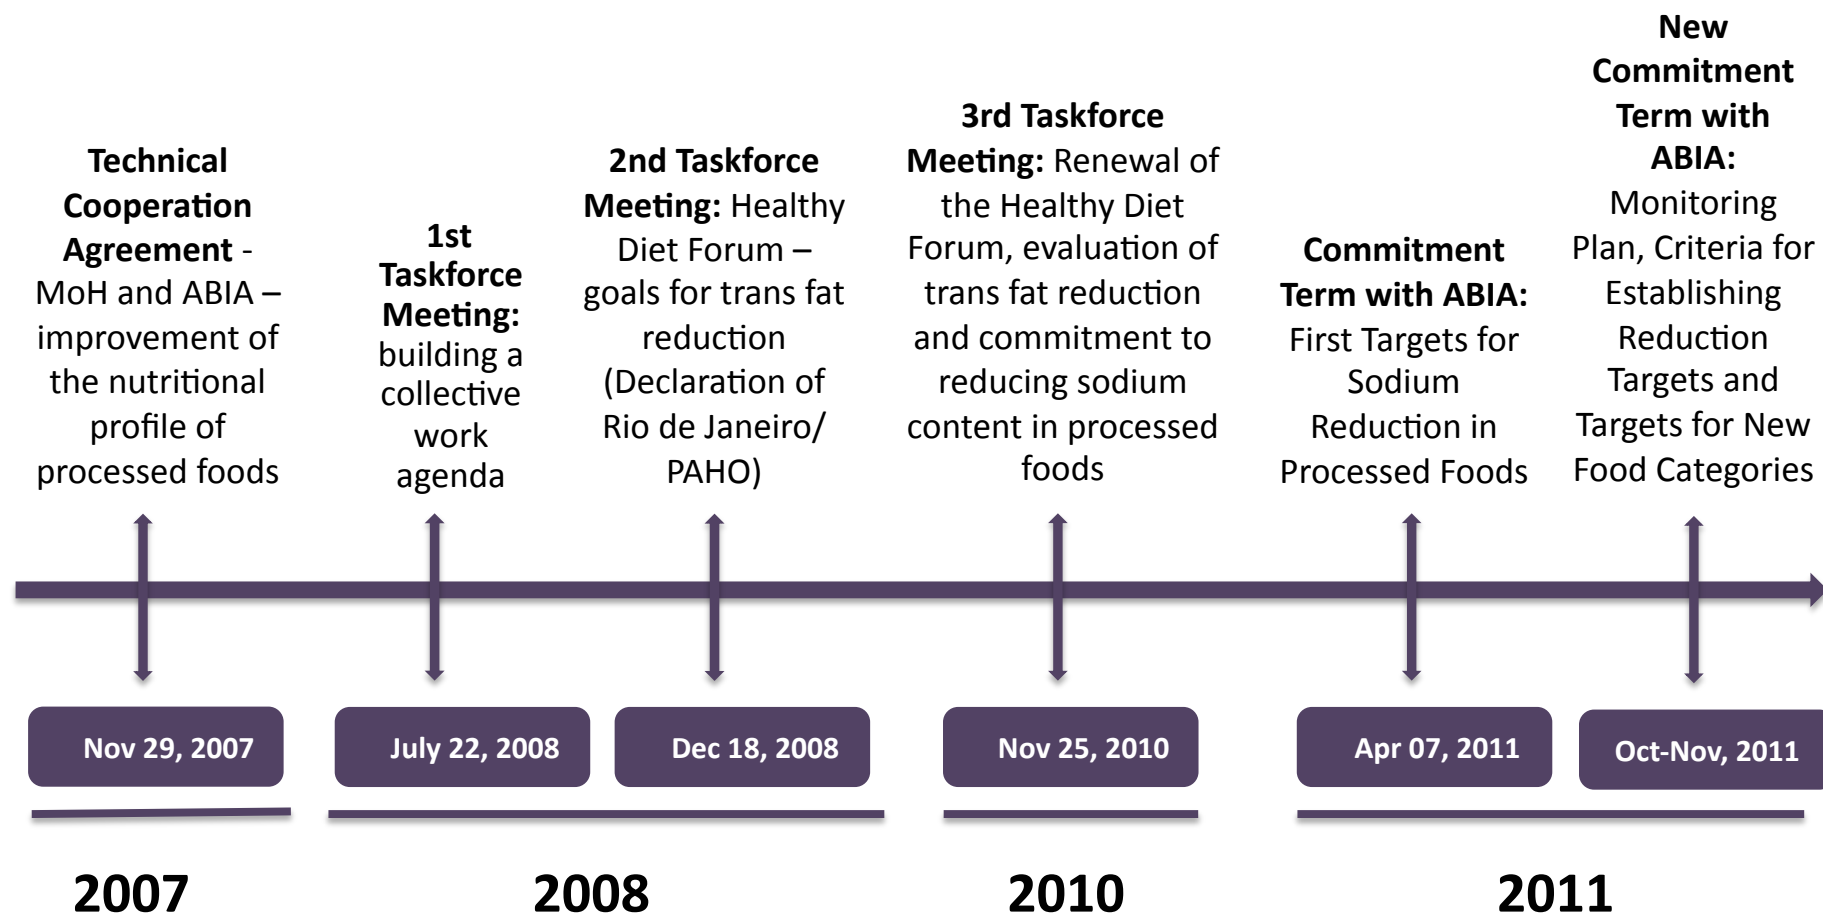 Technical
Cooperation
Agreement -
MoH and ABIA –
improvement of
the nutritional
profile of
processed foods
1st
Taskforce
Meeting:
building a
collective
work
agenda
2nd Taskforce
Meeting: Healthy
Diet Forum –
goals for trans fat
reduction
(Declaration of
Rio de Janeiro/
PAHO)
3rd Taskforce
Meeting: Renewal of
the Healthy Diet
Forum, evaluation of
trans fat reduction
and commitment to
reducing sodium
content in processed
foods
Commitment
Term with ABIA:
First Targets for
Sodium
Reduction in
Processed Foods
New
Commitment
Term with
ABIA:
Monitoring
Plan, Criteria for
Establishing
Reduction
Targets and
Targets for New
Food Categories
Nov 29, 2007
July 22, 2008
Dec 18, 2008
Nov 25, 2010
Apr 07, 2011
Oct-Nov, 2011
2007
2008
2010
2011